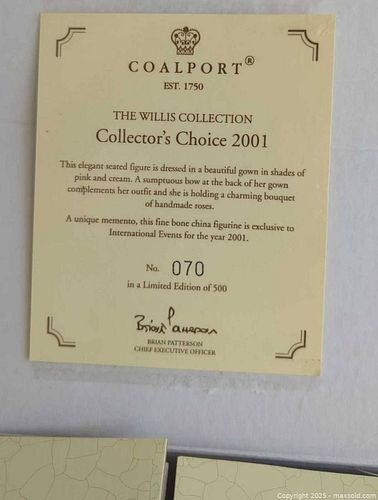 COALPORT®
EST. 1750
THE WILLIS COLLECTION
Collector's Choice 2001
This elegant seated figure is dressed in a beautiful gown in shades of
pink and cream. A sumptuous bow at the back of her gown
complements her outfit and she is holding a charming bouquet
of handmade roses.
A unique memento, this fine bone china figurine is exclusive to
International Events for the year 2001.
No. 070
in a Limited Edition of 500
Brian Patterson
BRIAN PATTERSON
CHIEF EXECUTIVE OFFICER
Copyright 2025 - maxsold.com